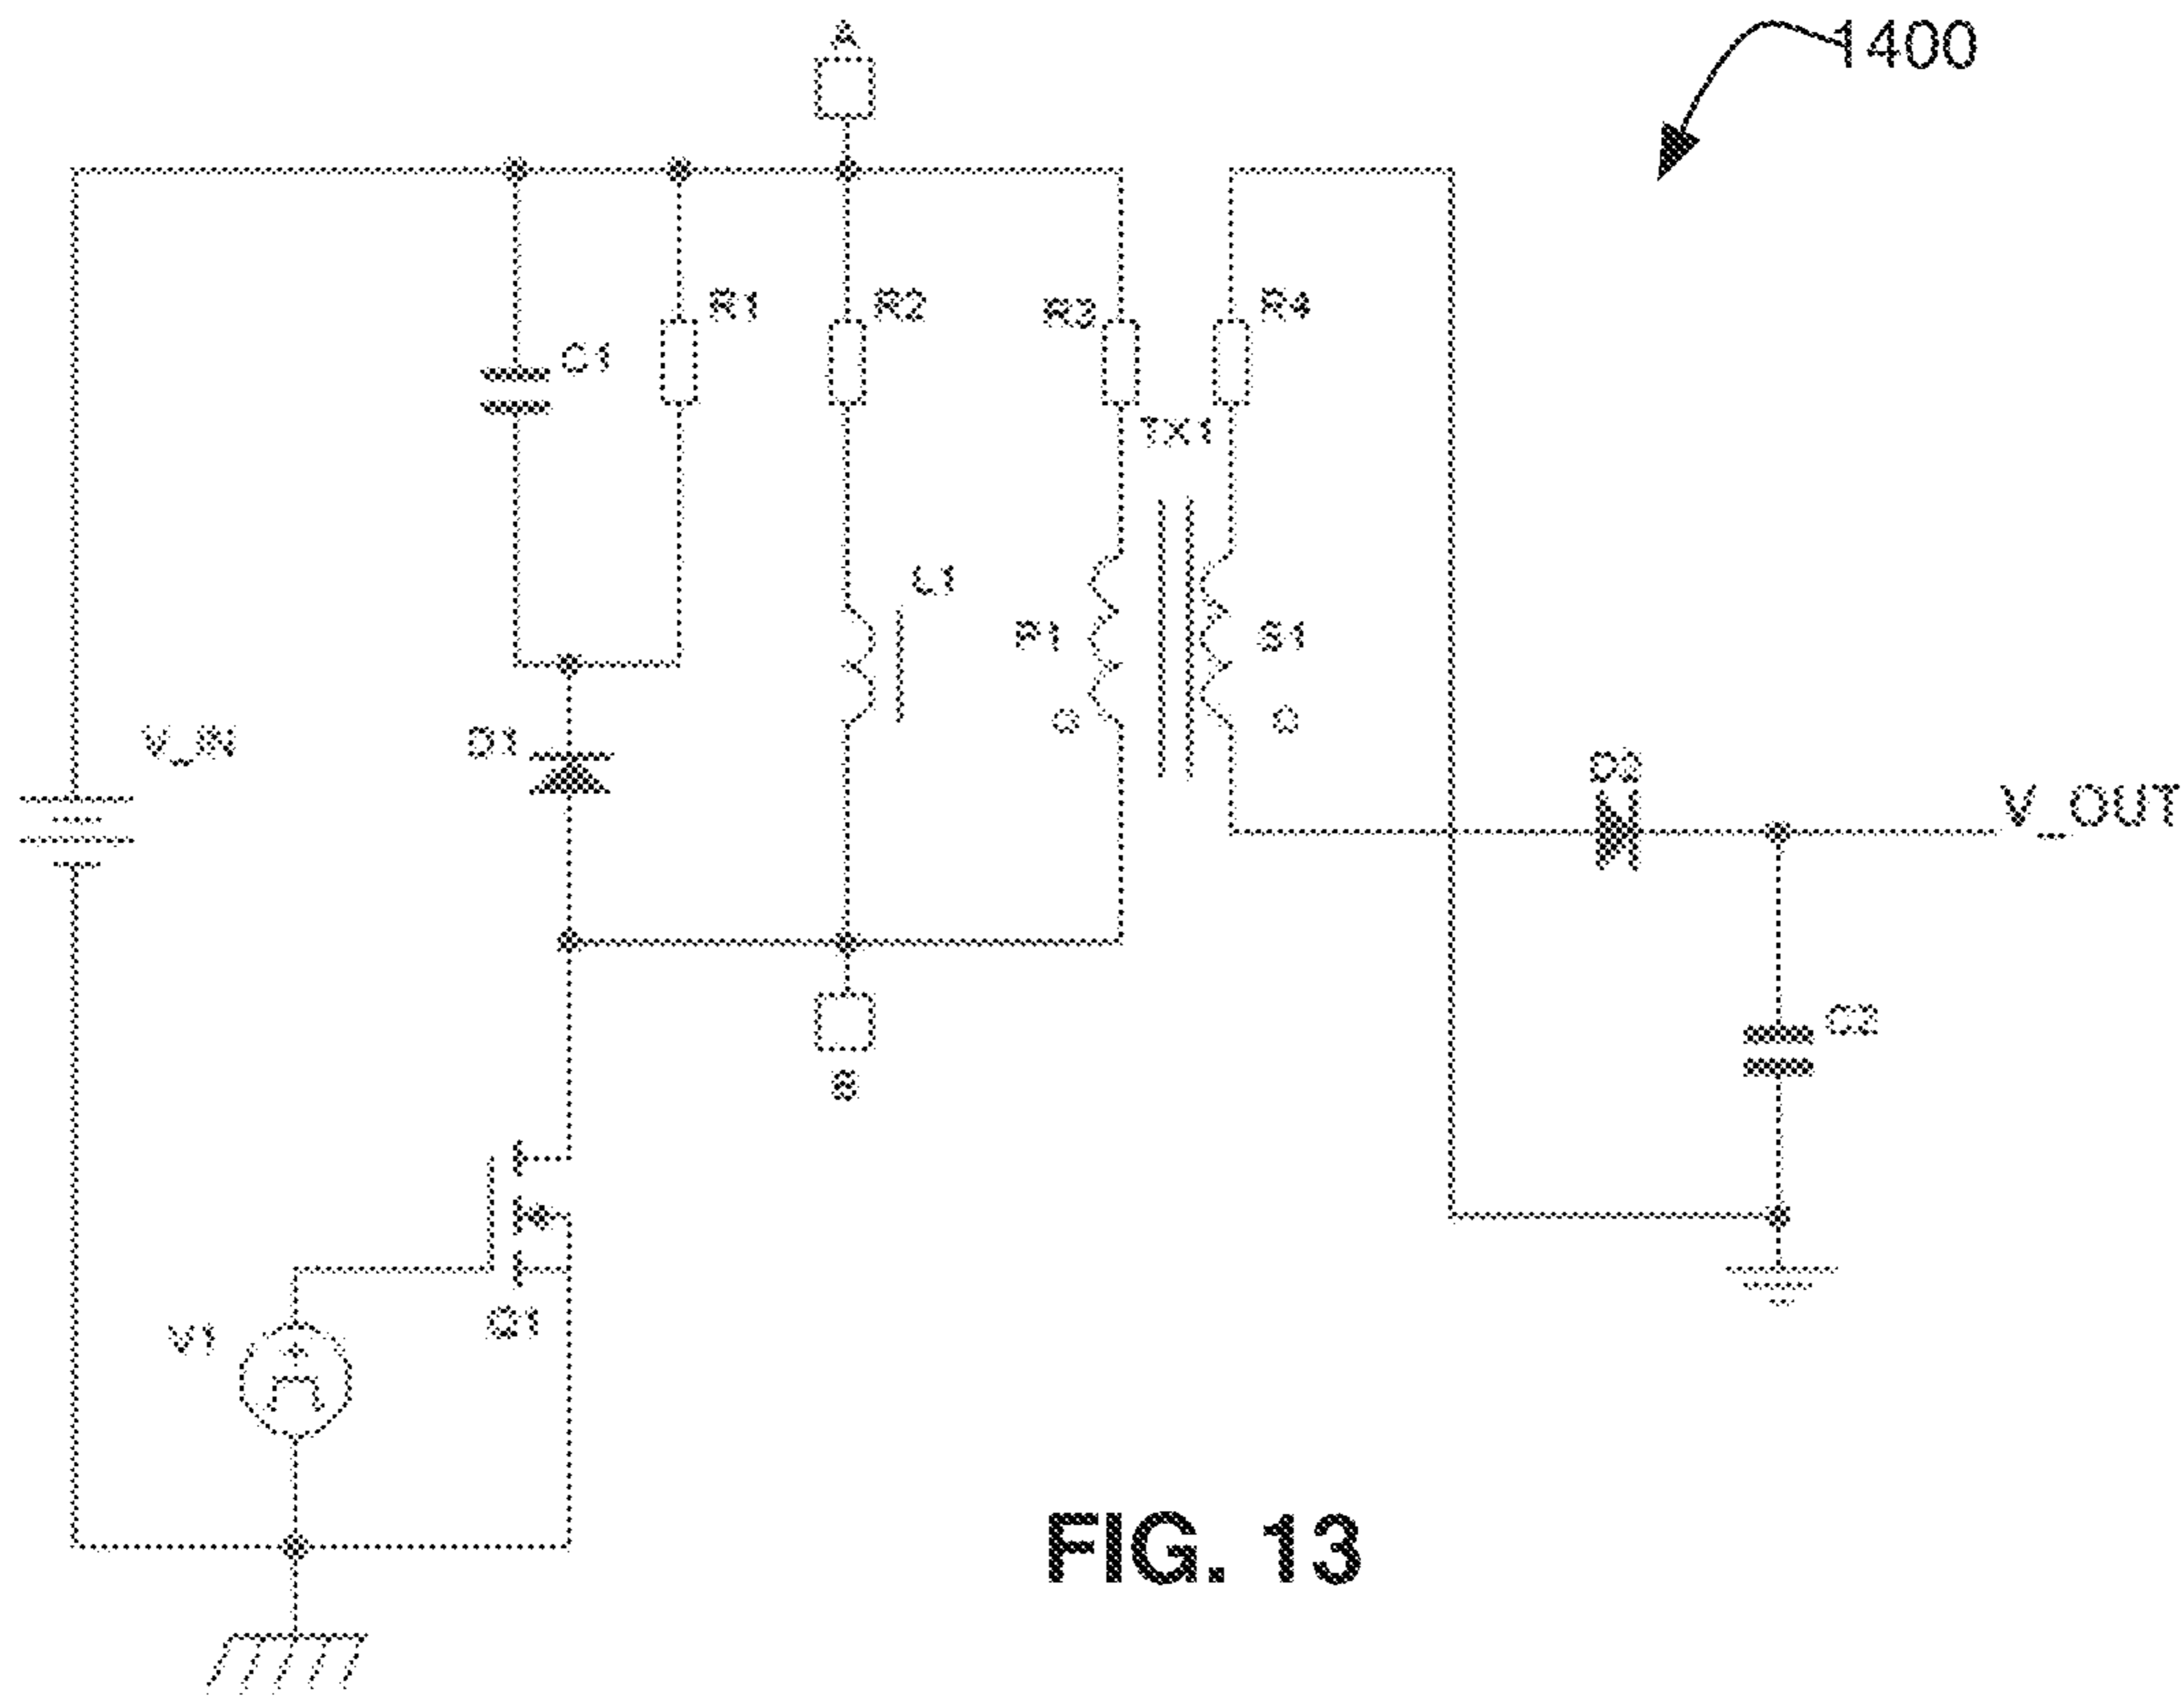 A
1400
R1
R2
R3
R4
C1
TX1
L1
P1
S1
V_IN
D1
D2
V_OUT
C2
B
Q1
V1
FIG. 13